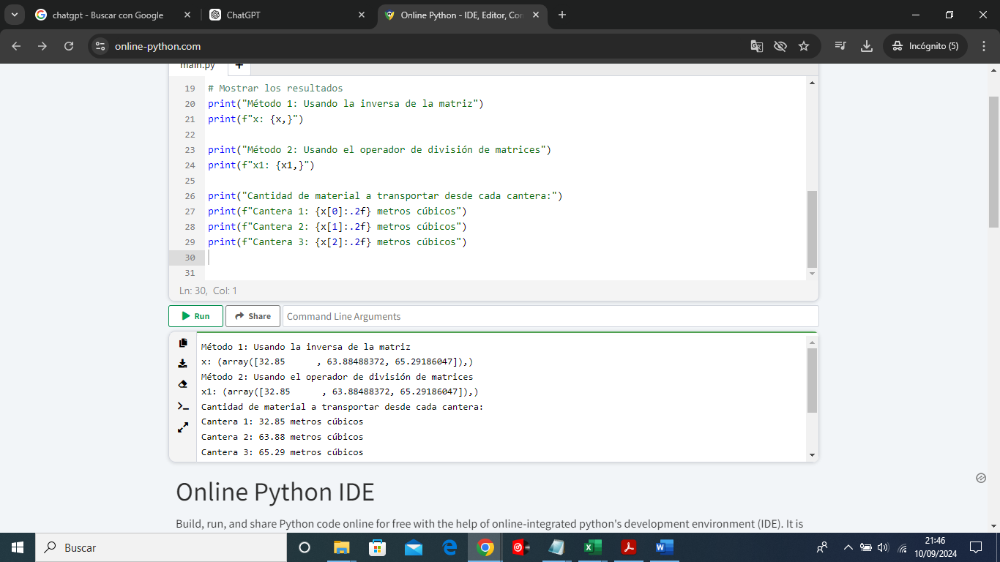 chatgpt - Buscar con Google
ChatGPT
Online Python - IDE, Editor, Con
online-python.com
Incógnito (5)
main.py
19 # Mostrar los resultados
20 print("Método 1: Usando la inversa de la matriz")
21 print(f"x: {x,}")
22
23 print("Método 2: Usando el operador de división de matrices")
24 print(f"x1: {x1,}")
25
26 print("Cantidad de material a transportar desde cada cantera:")
27 print(f"Cantera 1: {x[0]:.2f} metros cúbicos")
28 print(f"Cantera 2: {x[1]:.2f} metros cúbicos")
29 print(f"Cantera 3: {x[2]:.2f} metros cúbicos")
30
31
Ln: 30, Col: 1
Run
Share
Command Line Arguments
Método 1: Usando la inversa de la matriz
x: (array([32.85      , 63.88488372, 65.29186047]),)
Método 2: Usando el operador de división de matrices
x1: (array([32.85      , 63.88488372, 65.29186047]),)
Cantidad de material a transportar desde cada cantera:
Cantera 1: 32.85 metros cúbicos
Cantera 2: 63.88 metros cúbicos
Cantera 3: 65.29 metros cúbicos
Online Python IDE
Build, run, and share Python code online for free with the help of online-integrated python's development environment (IDE). It is
Buscar
21:46
10/09/2024